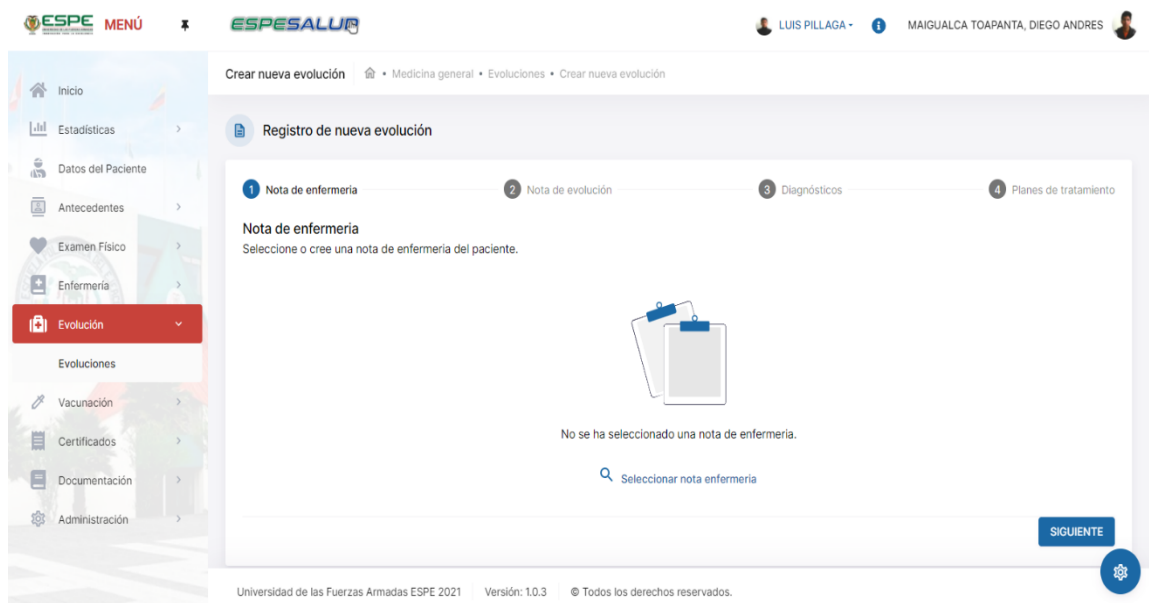 ESPE MENÚ
ESPESALUD
LUIS PILLAGA
MAIGUALCA TOAPANTA, DIEGO ANDRES
Inicio
Estadísticas
Datos del Paciente
Antecedentes
Examen Físico
Enfermería
Evolución
Evoluciones
Vacunación
Certificados
Documentación
Administración
Crear nueva evolución
• Medicina general • Evoluciones • Crear nueva evolución
Registro de nueva evolución
1 Nota de enfermeria
2 Nota de evolución
3 Diagnósticos
4 Planes de tratamiento
Nota de enfermeria
Seleccione o cree una nota de enfermeria del paciente.
No se ha seleccionado una nota de enfermeria.
Seleccionar nota enfermeria
SIGUIENTE
Universidad de las Fuerzas Armadas ESPE 2021
Versión: 1.0.3
© Todos los derechos reservados.